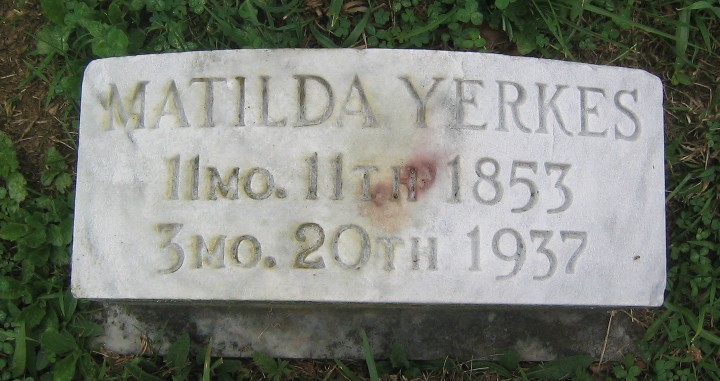 MATILDA YERKES
11MO. 11TH 1853
3MO. 20TH 1937